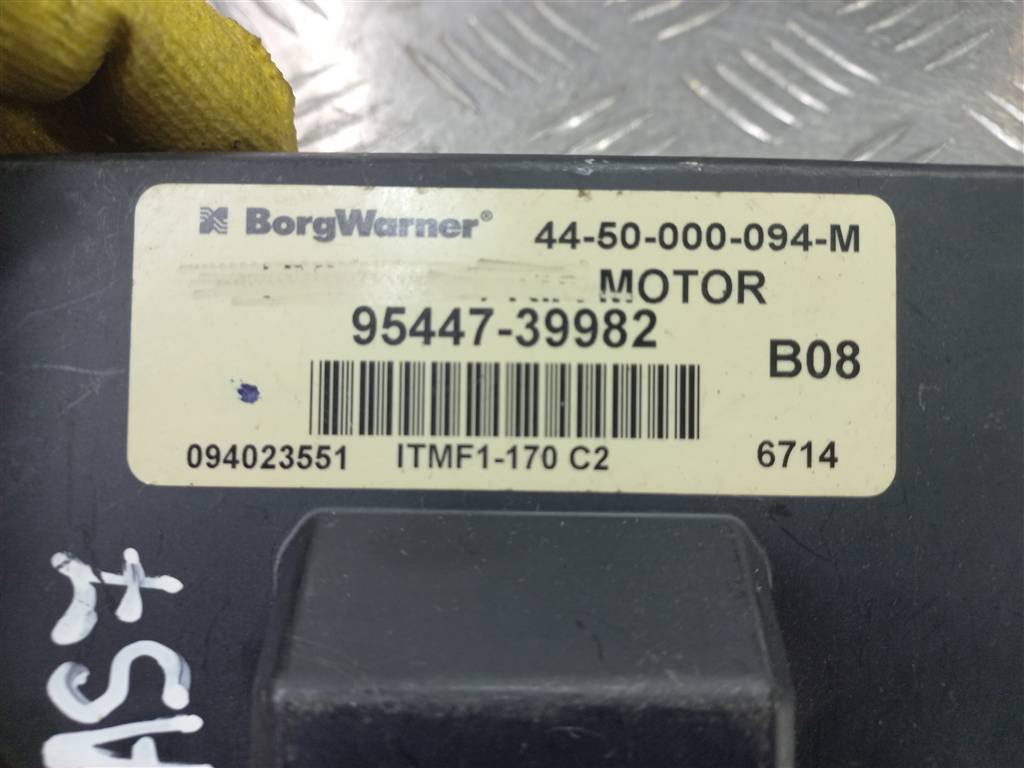 BorgWarner® 44-50-000-094-M
MOTOR
95447-39982
B08
094023551 ITMF1-170 C2 6714